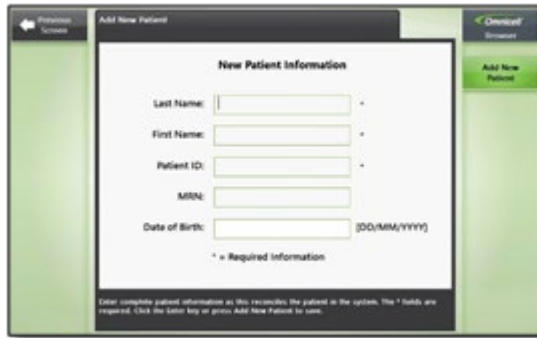 Previous
Screen
Add New Patient
Omnicell
Browser
Add New
Patient
New Patient Information
Last Name: *
First Name: *
Patient ID: *
MRN:
Date of Birth: [DD/MM/YYYY]
* = Required Information
Enter complete patient information as this reconciles the patient in the system. The * fields are
required. Click the Enter key or press Add New Patient to save.